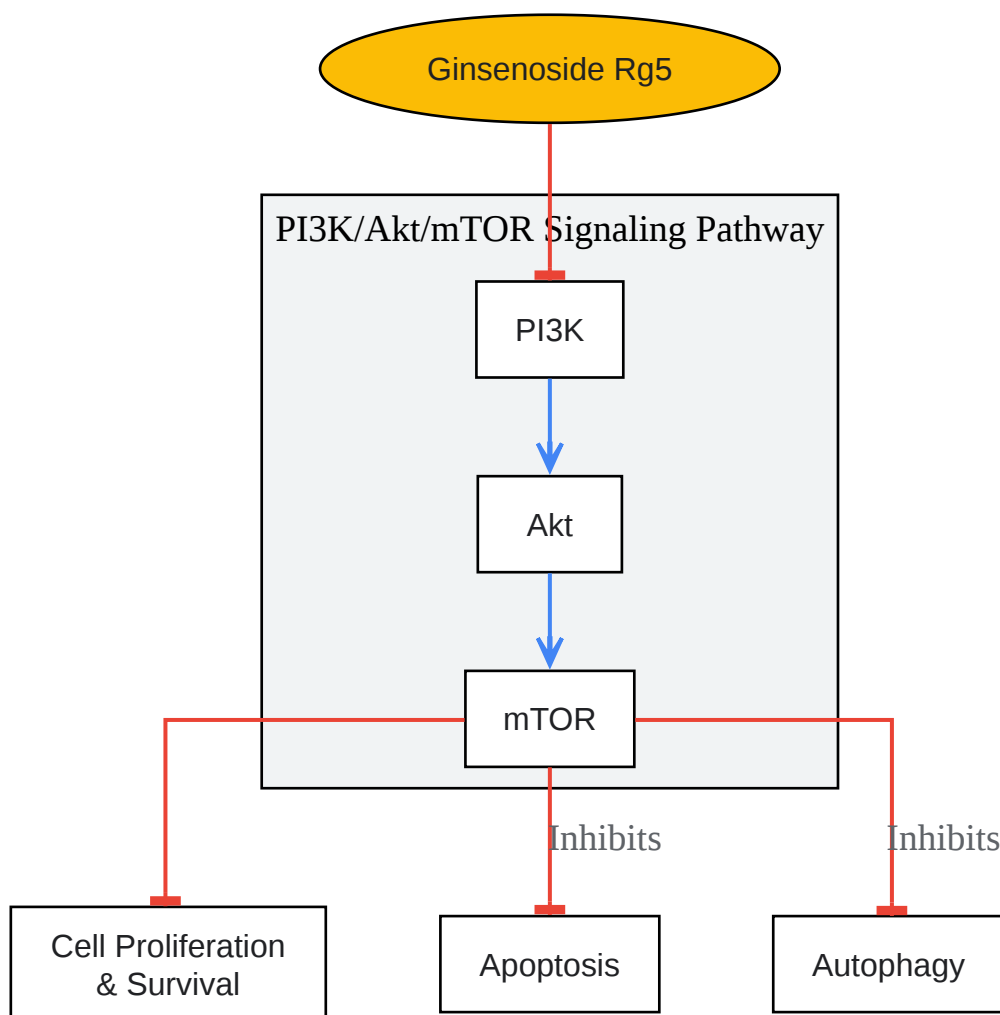 Ginsenoside Rg5
PI3K/Akt/mTOR Signaling Pathway
PI3K
Akt
mTOR
Inhibits
Inhibits
Cell Proliferation
& Survival
Apoptosis
Autophagy